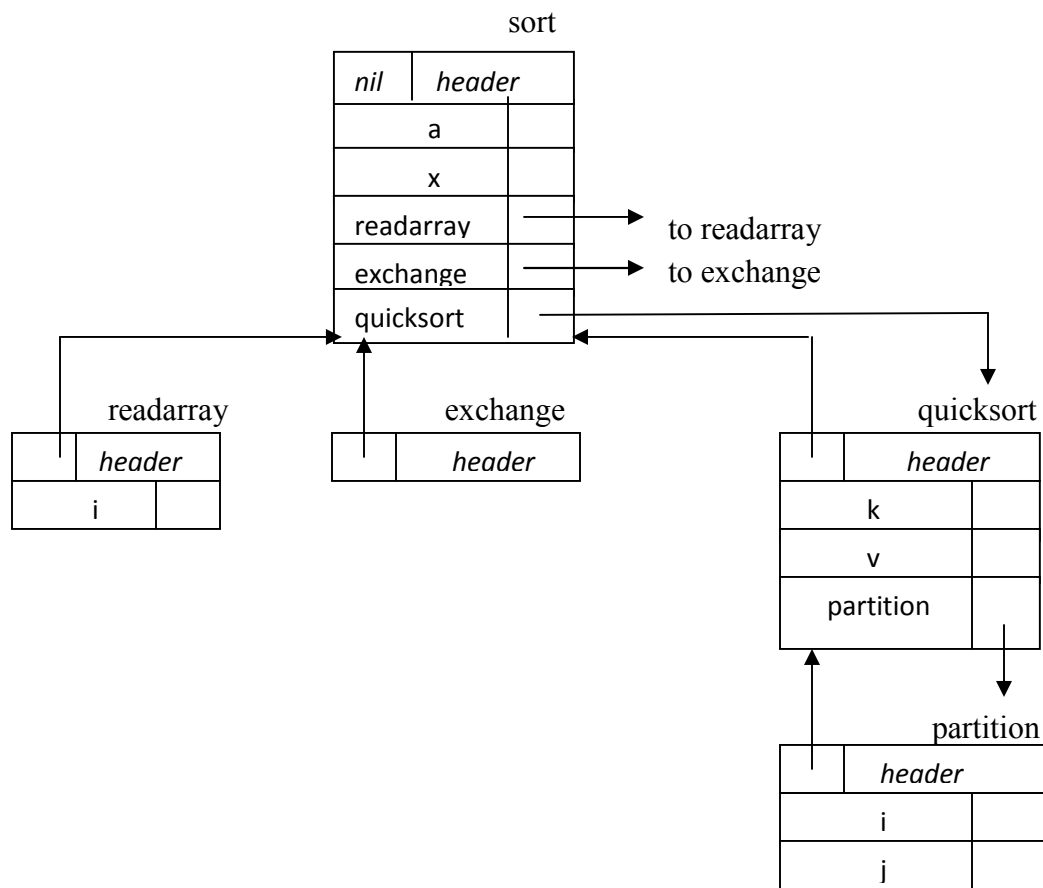 sort
nil header
a
x
readarray to readarray
exchange to exchange
quicksort
readarray exchange quicksort
header header header
i k
v
partition
partition
header
i
j